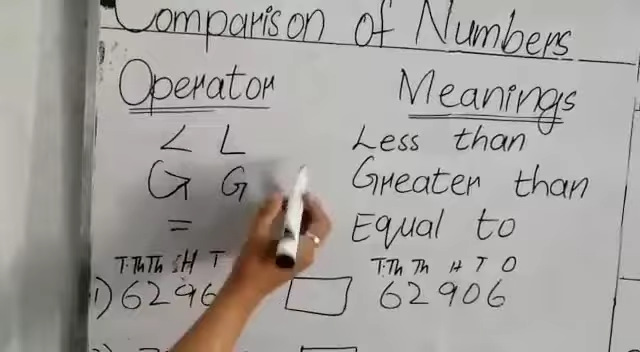 Comparison of Numbers
Operator Meanings
< L Less than
G G Greater than
= Equal to
T.Th Th H T T.Th Th H T O
1) 6296 62906